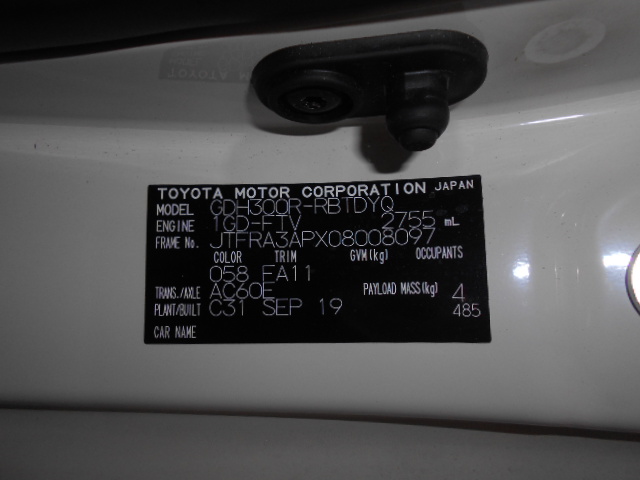 TOYOTA MOTOR CORPORATION JAPAN
MODEL GDH300R-RBTDYQ
ENGINE 1GD-FTV 2755 mL
FRAME No. JTFRA3APX08008097
COLOR TRIM GVM(kg) OCCUPANTS
058 FA11
TRANS./AXLE AC60E PAYLOAD MASS(kg) 4
PLANT/BUILT C31 SEP 19 485
CAR NAME